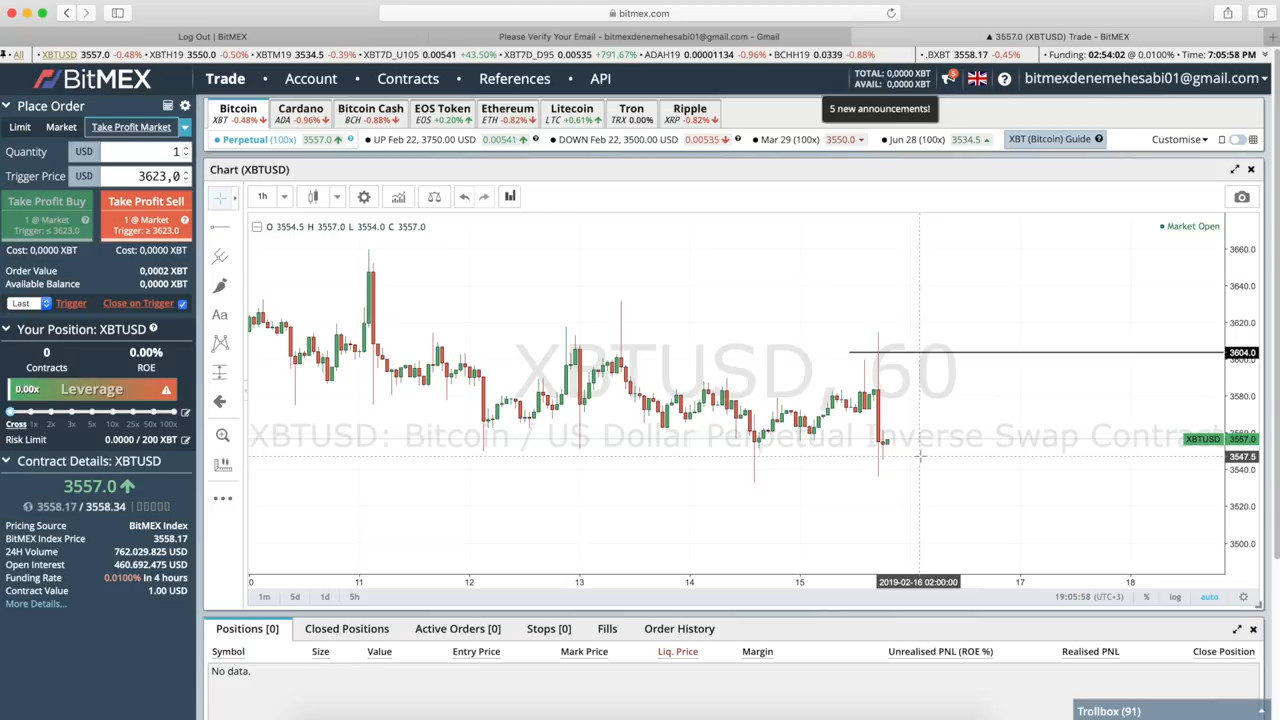 bitmex.com
Log Out | BitMEX
Please Verify Your Email - bitmexdenemehesabi01@gmail.com - Gmail
▲ 3557.0 (XBTUSD) Trade - BitMEX
All XBTUSD 3557.0 -0.48% XBTH19 3550.0 -0.50% XBTM19 3534.5 -0.39% XBT7D_U105 0.00541 +43.50% XBT7D_D95 0.00535 +791.67% ADAH19 0.00001134 -0.96% BCHH19 0.0339 -0.88% .BXBT 3558.17 -0.45% Funding: 02:54:02 @ 0.0100% Time: 7:05:58 PM
BitMEX
Trade • Account • Contracts • References • API
TOTAL: 0,0000 XBT
AVAIL: 0,0000 XBT
5
bitmexdenemehesabi01@gmail.com
5 new announcements!
Place Order
Limit Market Take Profit Market
Quantity USD 1
Trigger Price USD 3623,0
Take Profit Buy
1 @ Market
Trigger: ≤ 3623.0
Take Profit Sell
1 @ Market
Trigger: ≥ 3623.0
Cost: 0,0000 XBT Cost: 0,0000 XBT
Order Value 0,0002 XBT
Available Balance 0,0000 XBT
Last Trigger Close on Trigger
Your Position: XBTUSD
0 0.00%
Contracts ROE
0.00x Leverage
Cross 1x 2x 3x 5x 10x 25x 50x 100x
Risk Limit 0.0000 / 200 XBT
Contract Details: XBTUSD
3557.0
3558.17 / 3558.34
Pricing Source BitMEX Index
BitMEX Index Price 3558.17
24H Volume 762.029.825 USD
Open Interest 460.692.475 USD
Funding Rate 0.0100% In 4 hours
Contract Value 1.00 USD
More Details...
Bitcoin
XBT -0.48%
Cardano
ADA -0.96%
Bitcoin Cash
BCH -0.88%
EOS Token
EOS +0.20%
Ethereum
ETH -0.82%
Litecoin
LTC +0.61%
Tron
TRX 0.00%
Ripple
XRP -0.82%
Perpetual (100x) 3557.0 • UP Feb 22, 3750.00 USD 0.00541 • DOWN Feb 22, 3500.00 USD 0.00535 • Mar 29 (100x) 3550.0 • Jun 28 (100x) 3534.5
XBT (Bitcoin) Guide
Customise
Chart (XBTUSD)
1h
O 3554.5 H 3557.0 L 3554.0 C 3557.0
Market Open
XBTUSD, 60
XBTUSD: Bitcoin / US Dollar Perpetual Inverse Swap Contract
3660.0
3640.0
3620.0
3604.0
3600.0
3580.0
3560.0
XBTUSD 3557.0
3547.5
3540.0
3520.0
3500.0
0 11 12 13 14 15 2019-02-16 02:00:00 17 18
1m 5d 1d 5h
19:05:58 (UTC+3) % log auto
Positions [0] Closed Positions Active Orders [0] Stops [0] Fills Order History
Symbol Size Value Entry Price Mark Price Liq. Price Margin Unrealised PNL (ROE %) Realised PNL Close Position
No data.
Trollbox (91)
Aa